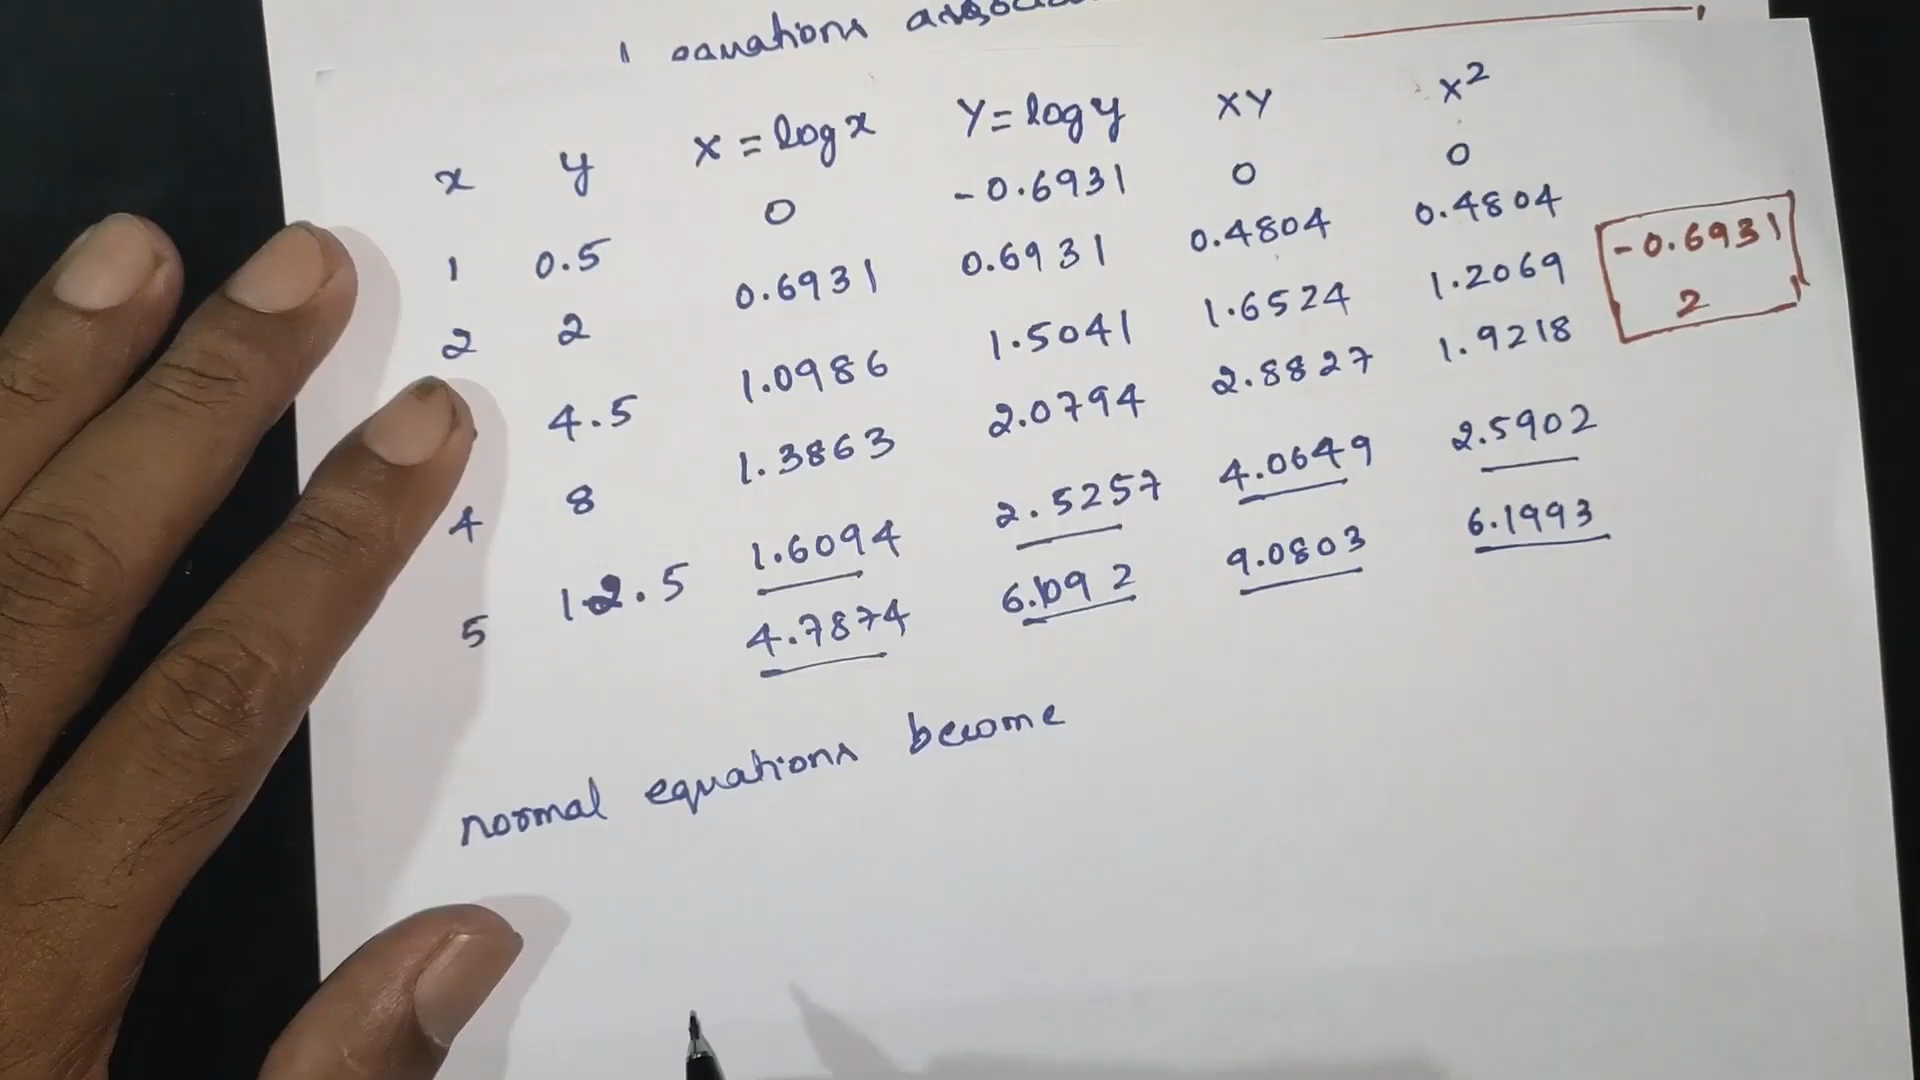 equations
x y X = log x Y = log y XY X²
1 0.5 0 -0.6931 0 0
2 2 0.6931 0.6931 0.4804 0.4804
4.5 1.0986 1.5041 1.6524 1.2069
4 8 1.3863 2.0794 2.8827 1.9218
5 12.5 1.6094 2.5257 4.0649 2.5902
4.7874 6.1092 9.0803 6.1993
-0.6931
2
normal equations become